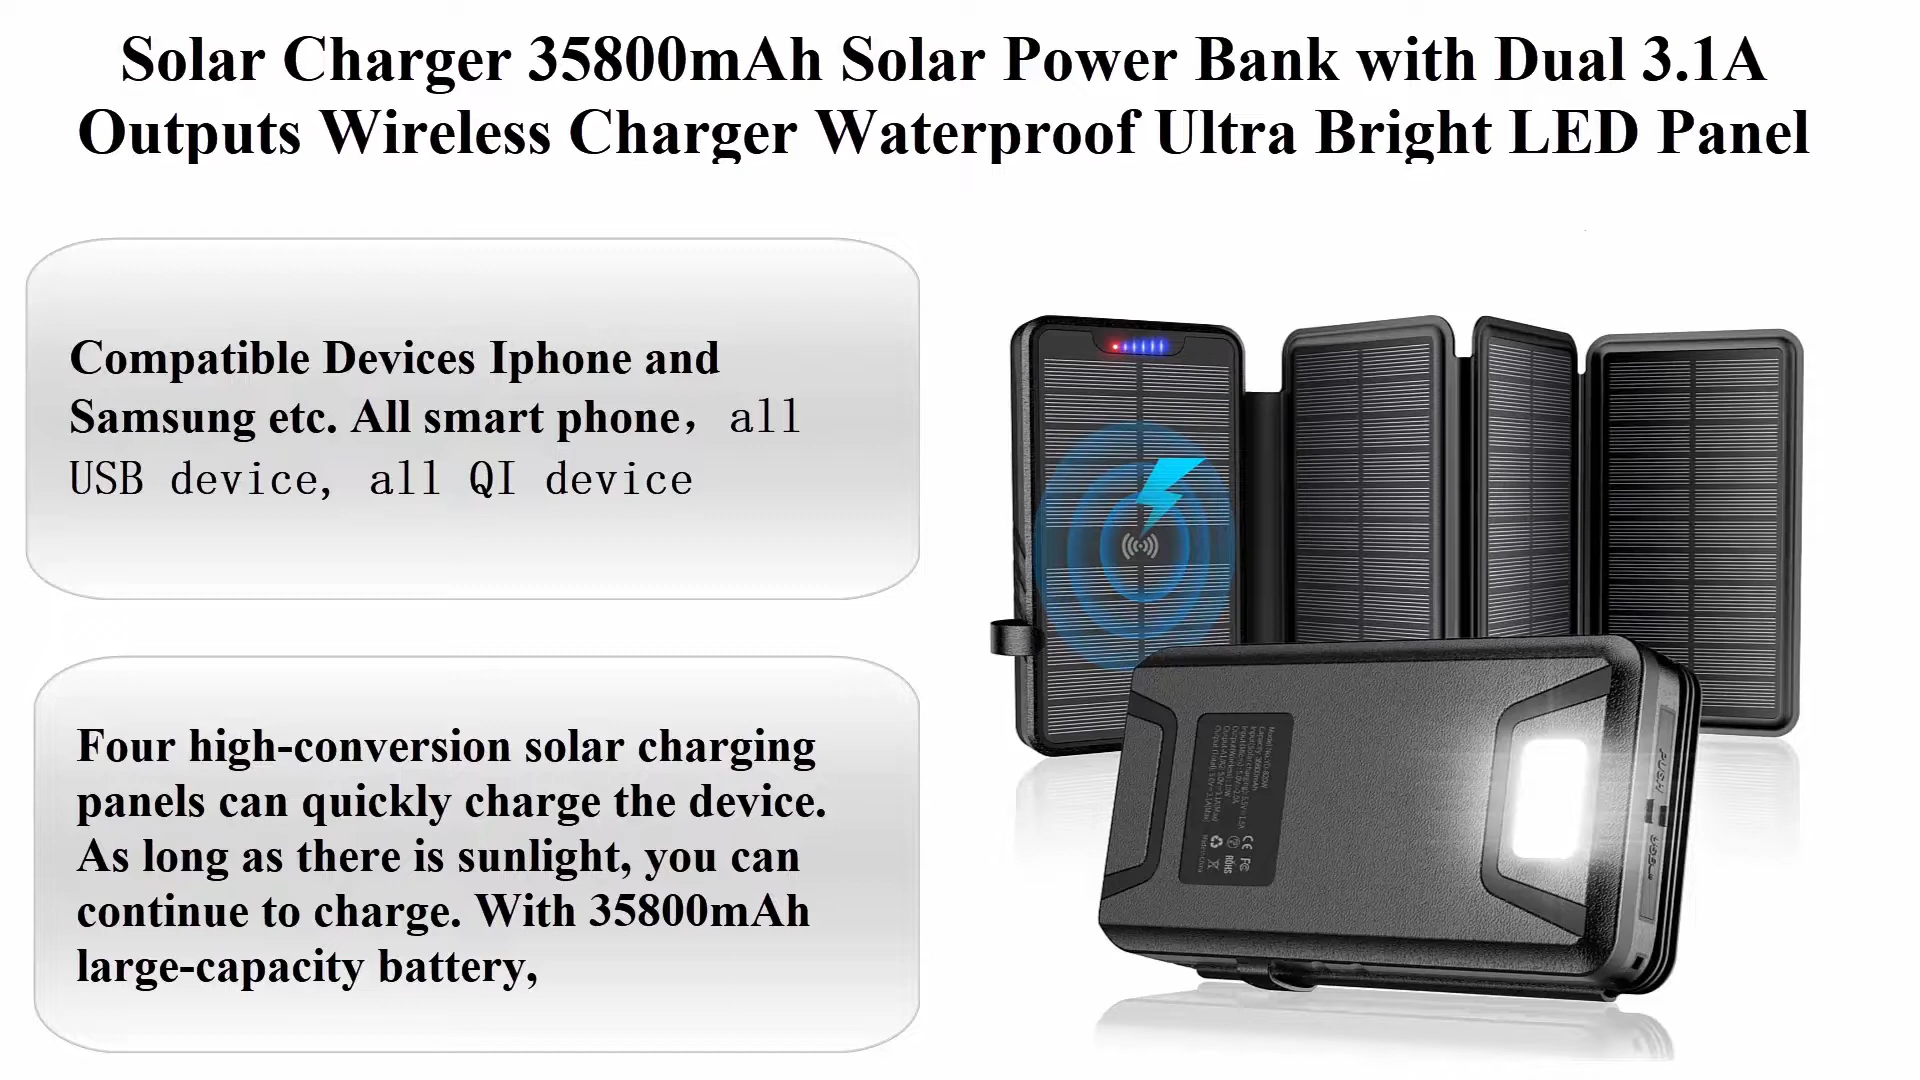 Solar Charger 35800mAh Solar Power Bank with Dual 3.1A
Outputs Wireless Charger Waterproof Ultra Bright LED Panel
Compatible Devices Iphone and
Samsung etc. All smart phone，all
USB device, all QI device
Four high-conversion solar charging
panels can quickly charge the device.
As long as there is sunlight, you can
continue to charge. With 35800mAh
large-capacity battery,
PUSH